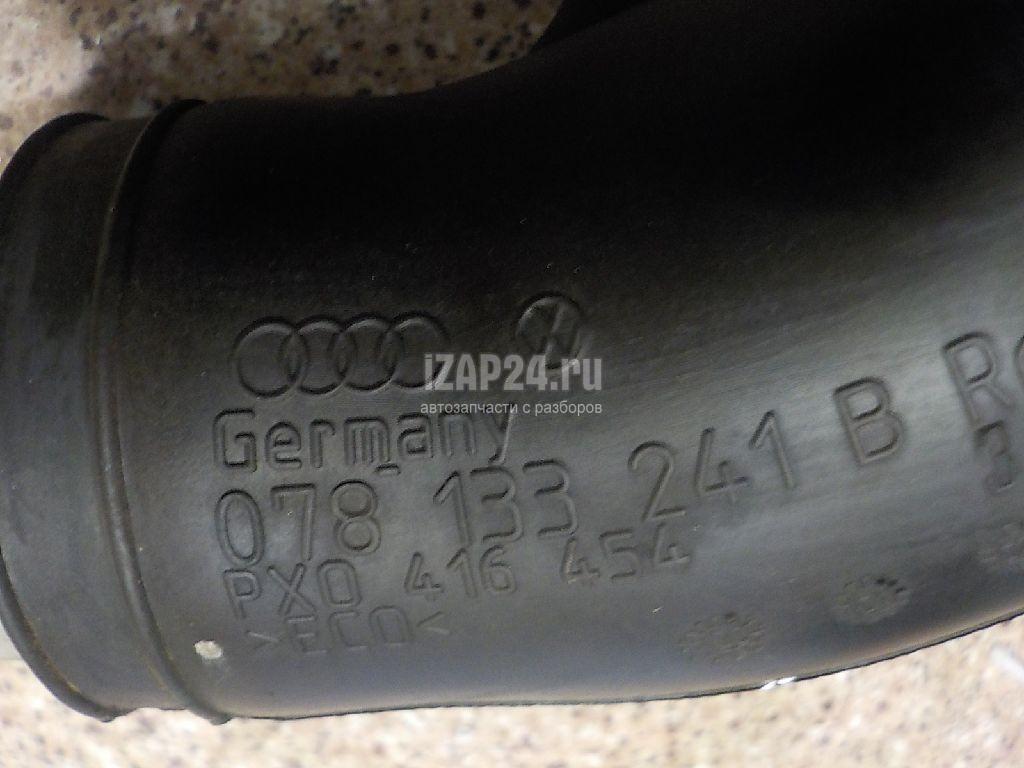 iZAP24.ru
автозапчасти с разборов
Germany
078 133 241 B
PXO 416 454
>ECO<